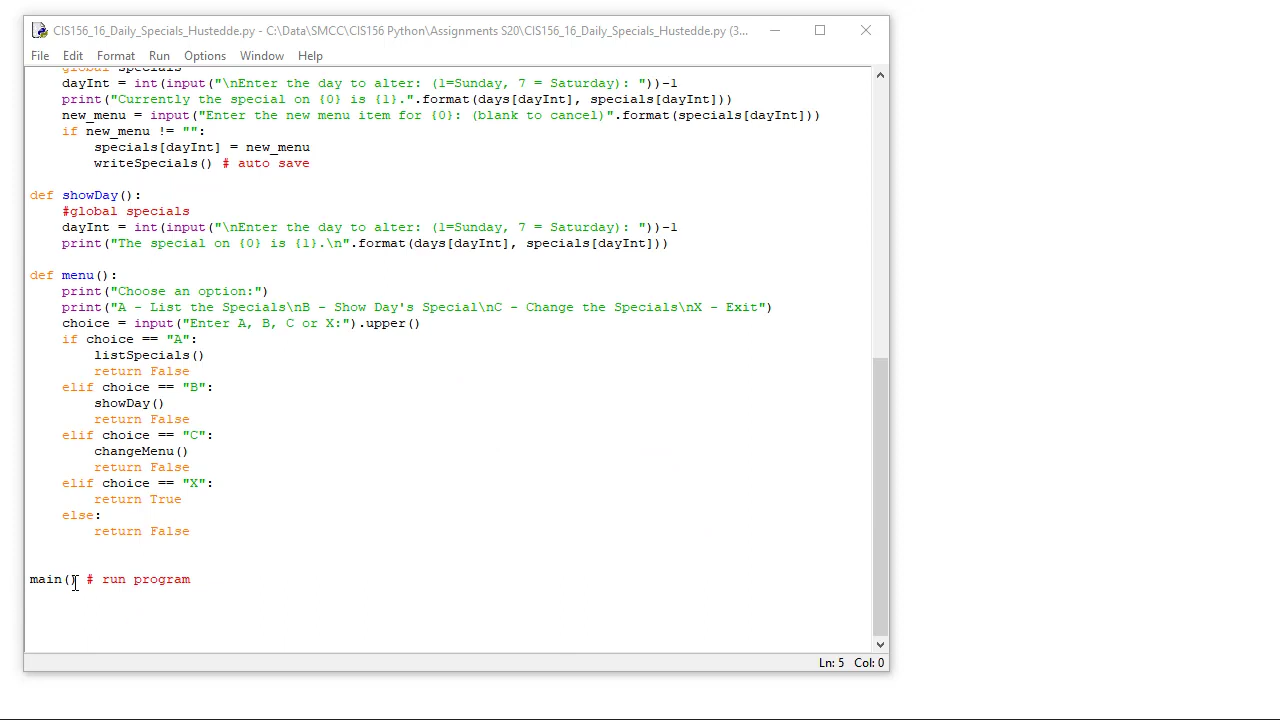 CIS156_16_Daily_Specials_Hustedde.py - C:\Data\SMCC\CIS156 Python\Assignments S20\CIS156_16_Daily_Specials_Hustedde.py (3...
File Edit Format Run Options Window Help
    global specials
    dayInt = int(input("\nEnter the day to alter: (1=Sunday, 7 = Saturday): "))-1
    print("Currently the special on {0} is {1}.".format(days[dayInt], specials[dayInt]))
    new_menu = input("Enter the new menu item for {0}: (blank to cancel)".format(specials[dayInt]))
    if new_menu != "":
        specials[dayInt] = new_menu
        writeSpecials() # auto save
def showDay():
    #global specials
    dayInt = int(input("\nEnter the day to alter: (1=Sunday, 7 = Saturday): "))-1
    print("The special on {0} is {1}.\n".format(days[dayInt], specials[dayInt]))
def menu():
    print("Choose an option:")
    print("A - List the Specials\nB - Show Day's Special\nC - Change the Specials\nX - Exit")
    choice = input("Enter A, B, C or X:").upper()
    if choice == "A":
        listSpecials()
        return False
    elif choice == "B":
        showDay()
        return False
    elif choice == "C":
        changeMenu()
        return False
    elif choice == "X":
        return True
    else:
        return False
main() # run program
Ln: 5 Col: 0